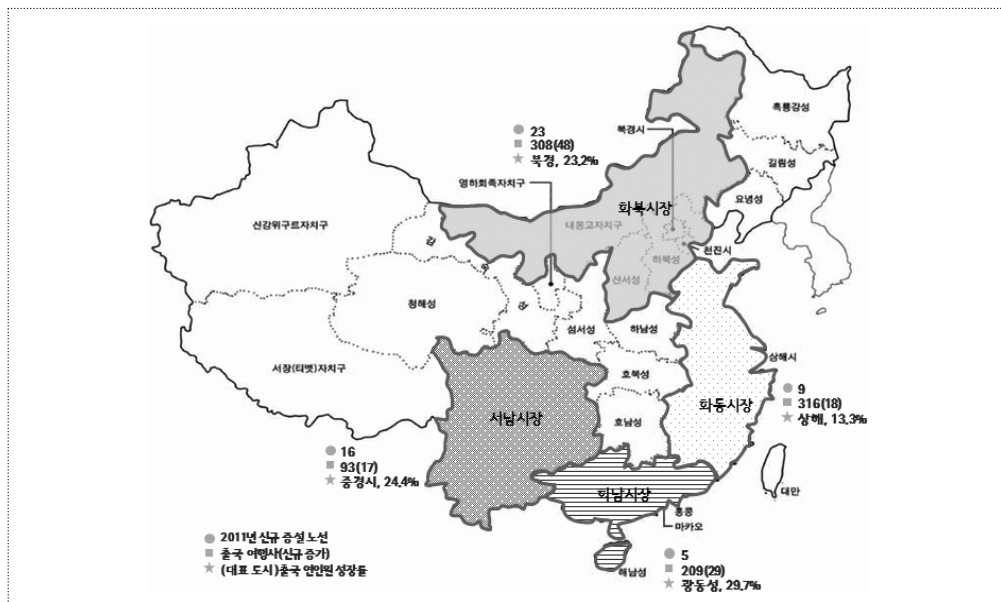 흑룡강성
북경시
길림성
요녕성
23
308(48)
북경, 23.2%
영하회족자치구
화북시장
내몽고자치구
신강위구르자치구
천진시
하북성
산서성
감
숙
성
청해성
섬서성
하남성
서장(티벳)자치구
호북성
상해시
9
316(18)
상해, 13.3%
서남시장
화동시장
호남성
16
93(17)
중경시, 24.4%
화남시장
대만
홍콩
마카오
2011년 신규 증설 노선
출국 여행사(신규 증가)
(대표 도시)출국 연인원 성장률
해남성
5
209(29)
광동성, 29.7%